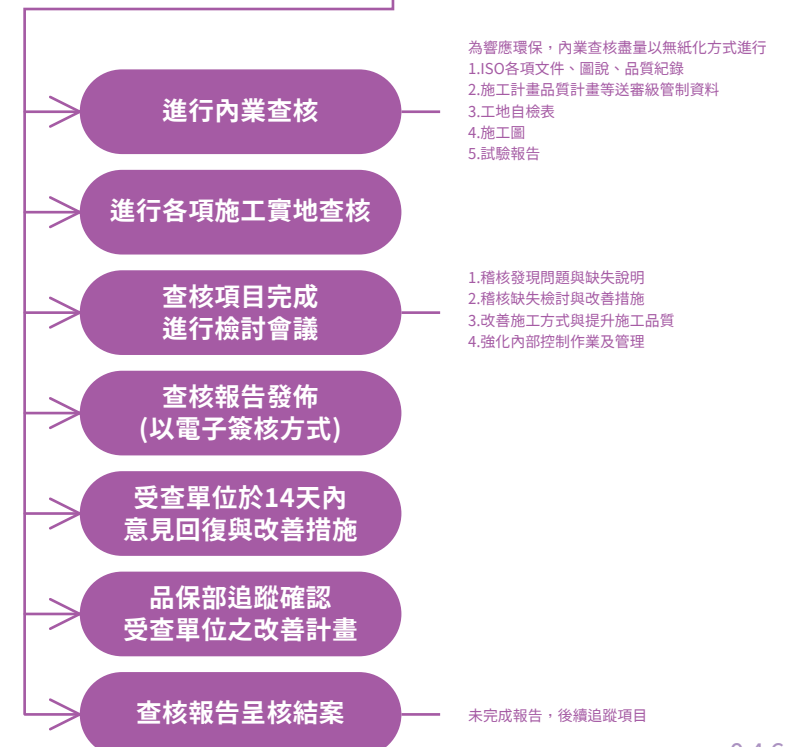 為響應環保，內業查核盡量以無紙化方式進行
1.ISO各項文件、圖說、品質紀錄
2.施工計畫品質計畫等送審級管制資料
3.工地自檢表
4.施工圖
5.試驗報告
進行內業查核
進行各項施工實地查核
查核項目完成
進行檢討會議
1.稽核發現問題與缺失說明
2.稽核缺失檢討與改善措施
3.改善施工方式與提升施工品質
4.強化內部控制作業及管理
查核報告發佈
(以電子簽核方式)
受查單位於14天內
意見回復與改善措施
品保部追蹤確認
受查單位之改善計畫
查核報告呈核結案
未完成報告，後續追蹤項目